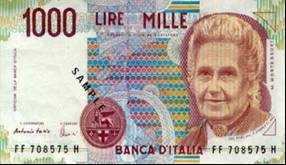 1000 LIRE MILLE
SAMPLE
M. MONTESSORI
BANCA D'ITALIA
FF 708575 H
FF 708575 H